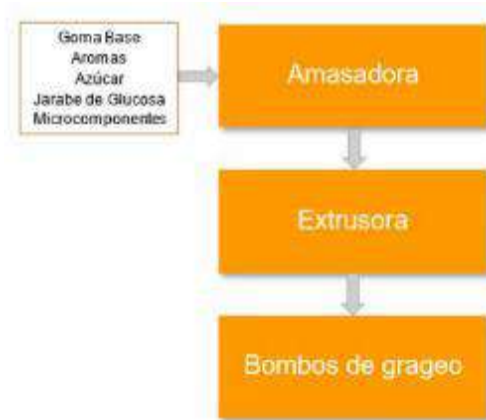 Goma Base
Aromas
Azúcar
Jarabe de Glucosa
Microcomponentes
Amasadora
Extrusora
Bombos de grageo